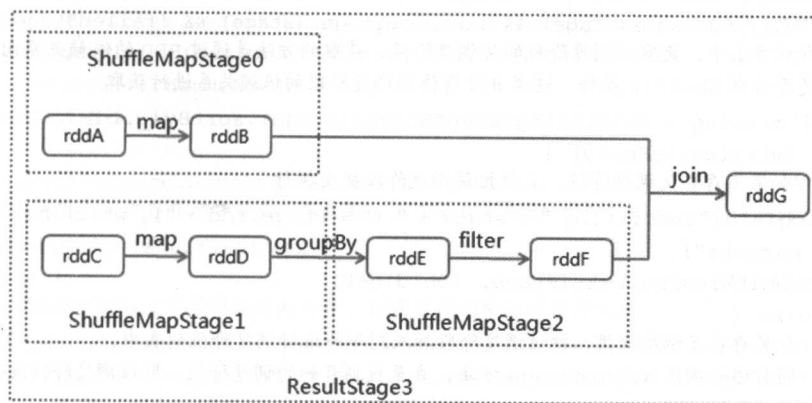 ShuffleMapStage0
rddA
map
rddB
join
rddG
rddC
map
rddD
groupBy
rddE
filter
rddF
ShuffleMapStage1
ShuffleMapStage2
ResultStage3